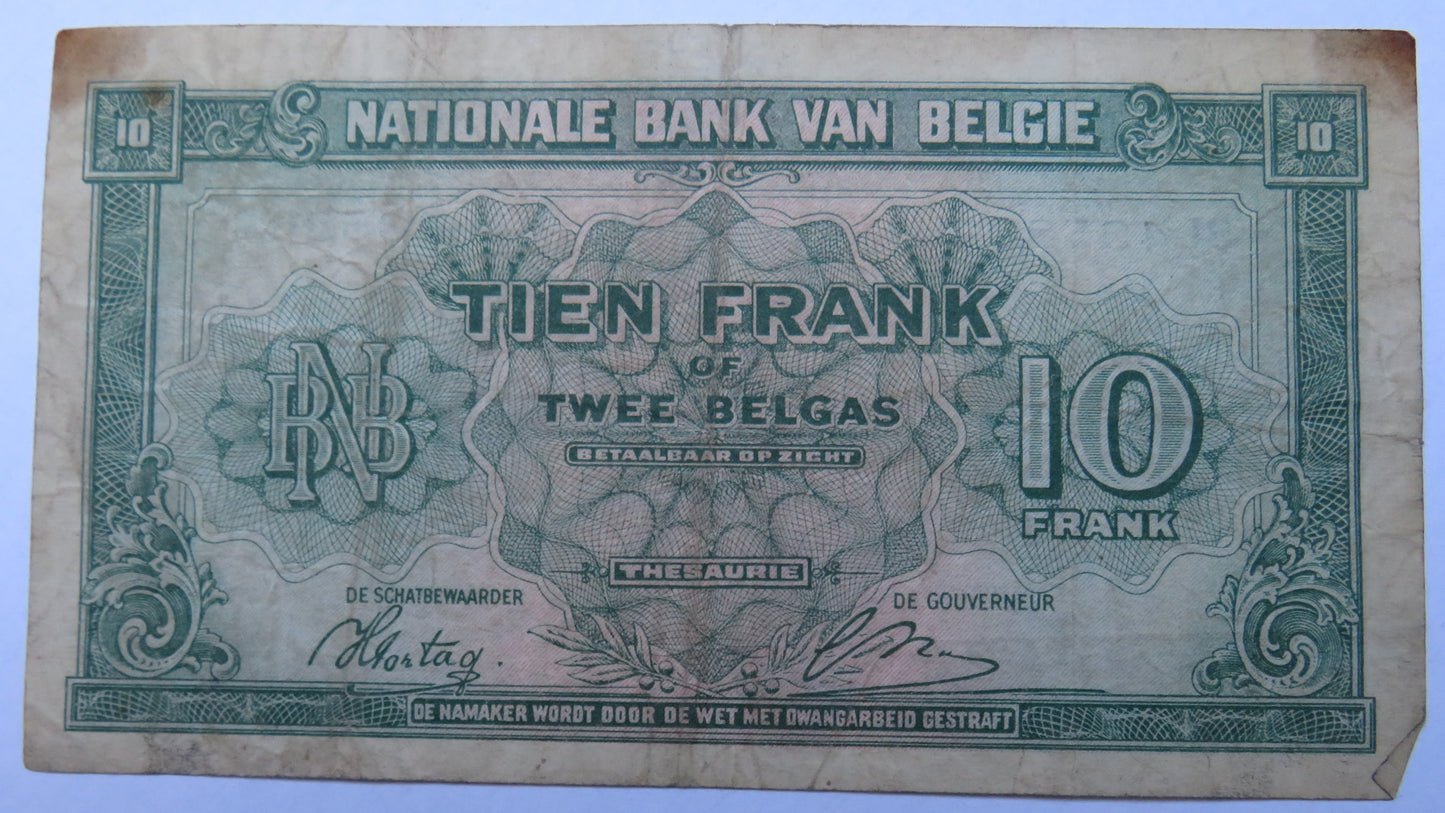 10 NATIONALE BANK VAN BELGIE 10
TIEN FRANK
OF
TWEE BELGAS
BETAALBAAR OP ZICHT
BNB
10
FRANK
THESAURIE
DE SCHATBEWAARDER
DE GOUVERNEUR
DE NAMAKER WORDT DOOR DE WET MET DWANGARBEID GESTRAFT